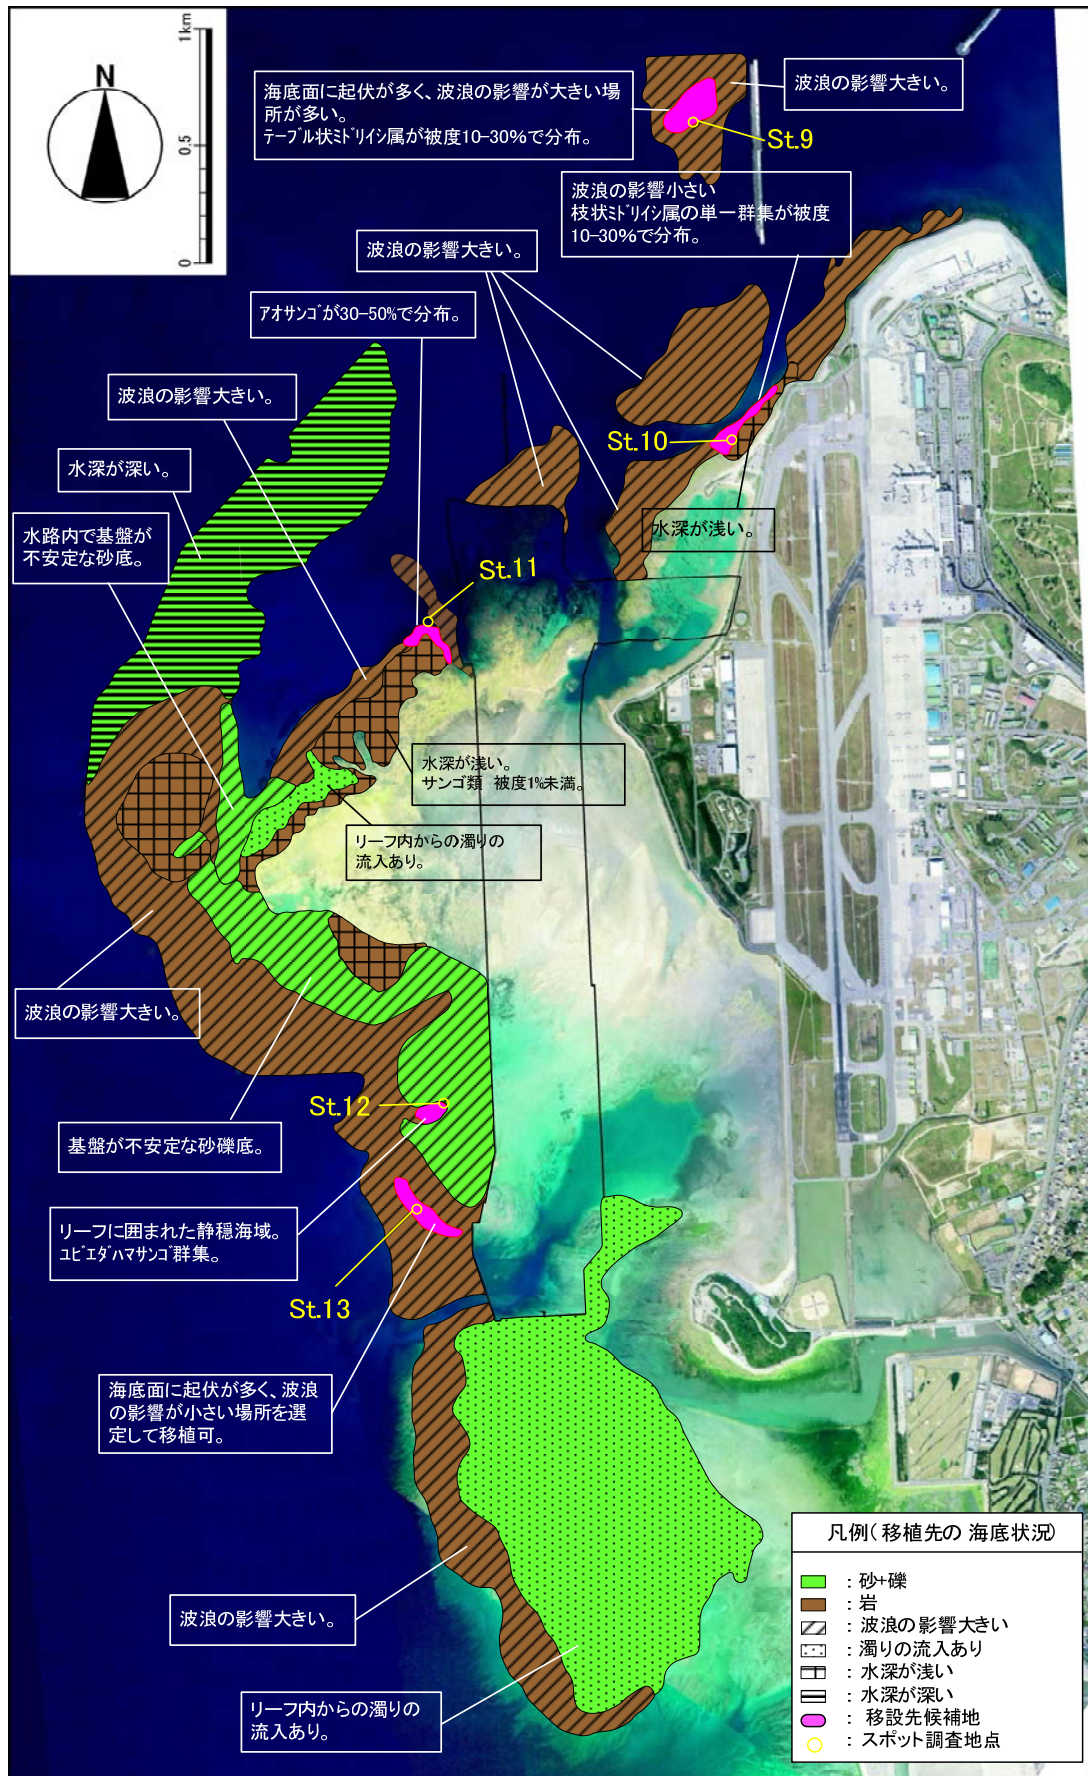 N
1km
0.5
0
海底面に起伏が多く、波浪の影響が大きい場
所が多い。
テーブル状ミドリイシ属が被度10-30%で分布。
波浪の影響大きい。
St.9
波浪の影響小さい
枝状ミドリイシ属の単一群集が被度
10-30%で分布。
波浪の影響大きい。
アオサンゴが30-50%で分布。
波浪の影響大きい。
St.10
水深が深い。
水深が浅い。
水路内で基盤が
不安定な砂底。
St.11
水深が浅い。
サンゴ類 被度1%未満。
リーフ内からの濁りの
流入あり。
波浪の影響大きい。
St.12
基盤が不安定な砂礫底。
リーフに囲まれた静穏海域。
ユビエダハマサンゴ群集。
St.13
海底面に起伏が多く、波浪
の影響が小さい場所を選
定して移植可。
波浪の影響大きい。
リーフ内からの濁りの
流入あり。
凡例(移植先の 海底状況)
: 砂+礫
: 岩
: 波浪の影響大きい
: 濁りの流入あり
: 水深が浅い
: 水深が深い
: 移設先候補地
: スポット調査地点